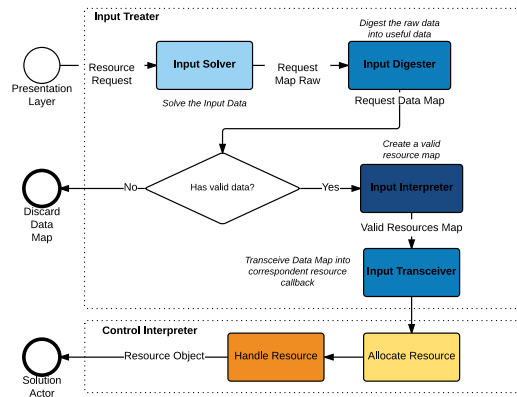 Input Treater
Digest the raw data
into useful data
Resource
Request
Input Solver
Request
Map Raw
Input Digester
Presentation
Layer
Solve the Input Data
Request Data Map
Create a valid
resource map
No
Has valid data?
Yes
Input Interpreter
Discard
Data
Map
Valid Resources Map
Transceive Data Map into
correspondent resource
callback
Input Transceiver
Control Interpreter
Resource Object
Handle Resource
Allocate Resource
Solution
Actor